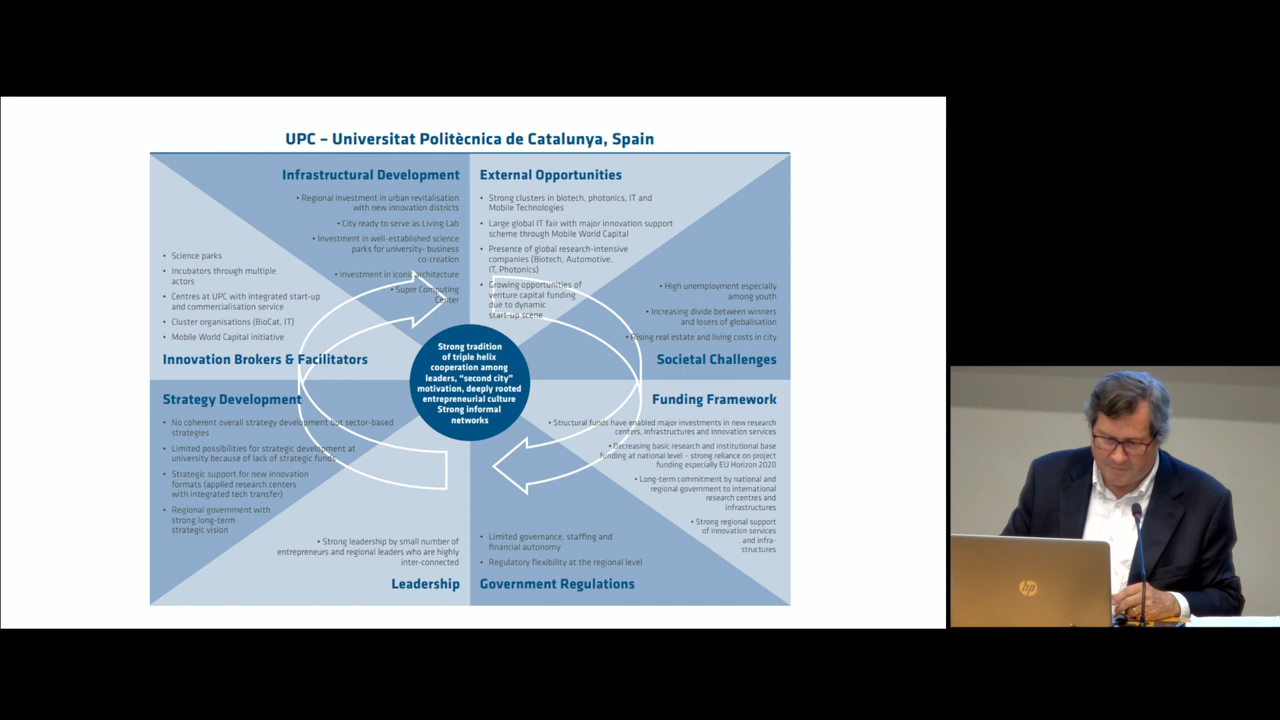 UPC – Universitat Politècnica de Catalunya, Spain
Infrastructural Development
• Regional investment in urban revitalisation
with new innovation districts
• City ready to serve as Living Lab
• Investment in well-established science
parks for university- business
co-creation
• Investment in iconic architecture
• Super Computing
Center
External Opportunities
• Strong clusters in biotech, photonics, IT and
Mobile Technologies
• Large global IT fair with major innovation support
scheme through Mobile World Capital
• Presence of global research-intensive
companies (Biotech, Automotive,
IT, Photonics)
• Growing opportunities of
venture capital funding
due to dynamic
start-up scene
• Science parks
• Incubators through multiple
actors
• Centres at UPC with integrated start-up
and commercialisation service
• Cluster organisations (BioCat, IT)
• Mobile World Capital initiative
Innovation Brokers & Facilitators
• High unemployment especially
among youth
• Increasing divide between winners
and losers of globalisation
• Rising real estate and living costs in city
Societal Challenges
Strong tradition
of triple helix
cooperation among
leaders, “second city”
motivation, deeply rooted
entrepreneurial culture
Strong informal
networks
Strategy Development
• No coherent overall strategy development but sector-based
strategies
• Limited possibilities for strategic development at
university because of lack of strategic funds
• Strategic support for new innovation
formats (applied research centers
with integrated tech transfer)
• Regional government with
strong long-term
strategic vision
Funding Framework
• Structural funds have enabled major investments in new research
centers, infrastructures and innovation services
• Decreasing basic research and institutional base
funding at national level – strong reliance on project
funding especially EU Horizon 2020
• Long-term commitment by national and
regional government to international
research centres and
infrastructures
• Strong regional support
of innovation services
and infra-
structures
• Strong leadership by small number of
entrepreneurs and regional leaders who are highly
inter-connected
Leadership
• Limited governance, staffing and
financial autonomy
• Regulatory flexibility at the regional level
Government Regulations
hp